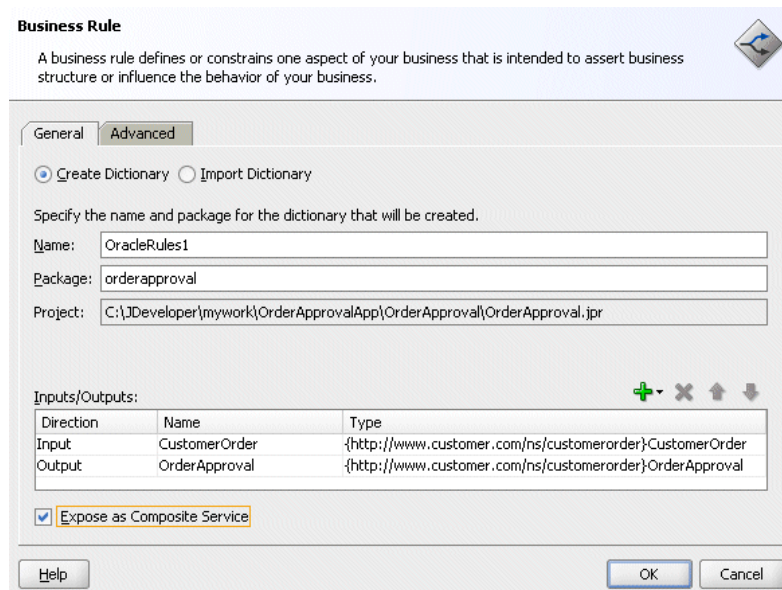 Business Rule
A business rule defines or constrains one aspect of your business that is intended to assert business
structure or influence the behavior of your business.
General Advanced
Create Dictionary Import Dictionary
Specify the name and package for the dictionary that will be created.
Name: OracleRules1
Package: orderapproval
Project: C:\JDeveloper\mywork\OrderApprovalApp\OrderApproval\OrderApproval.jpr
Inputs/Outputs:
Direction Name Type
Input CustomerOrder {http://www.customer.com/ns/customerorder}CustomerOrder
Output OrderApproval {http://www.customer.com/ns/customerorder}OrderApproval
Expose as Composite Service
Help OK Cancel